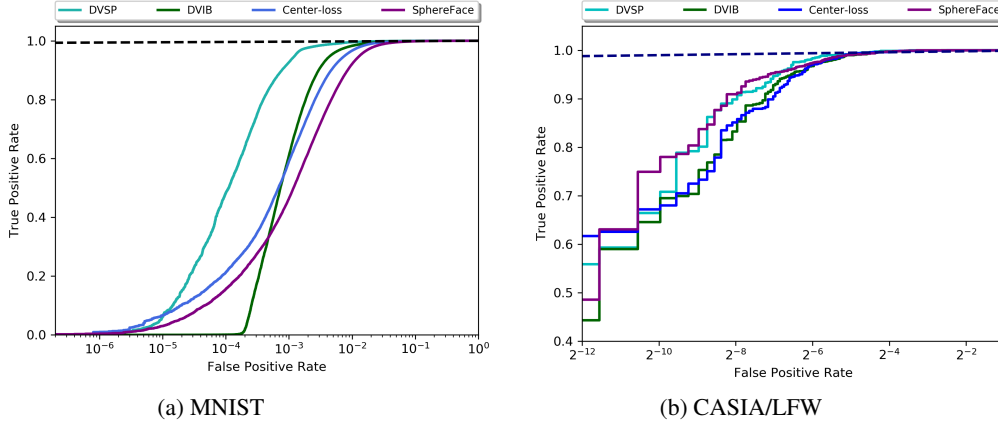 DVSP DVIB Center-loss SphereFace
True Positive Rate
1.0
0.8
0.6
0.4
0.2
0.0
10⁻⁶ 10⁻⁵ 10⁻⁴ 10⁻³ 10⁻² 10⁻¹ 10⁰
False Positive Rate
(a) MNIST
DVSP DVIB Center-loss SphereFace
True Positive Rate
1.0
0.9
0.8
0.7
0.6
0.5
0.4
2⁻¹² 2⁻¹⁰ 2⁻⁸ 2⁻⁶ 2⁻⁴ 2⁻²
False Positive Rate
(b) CASIA/LFW